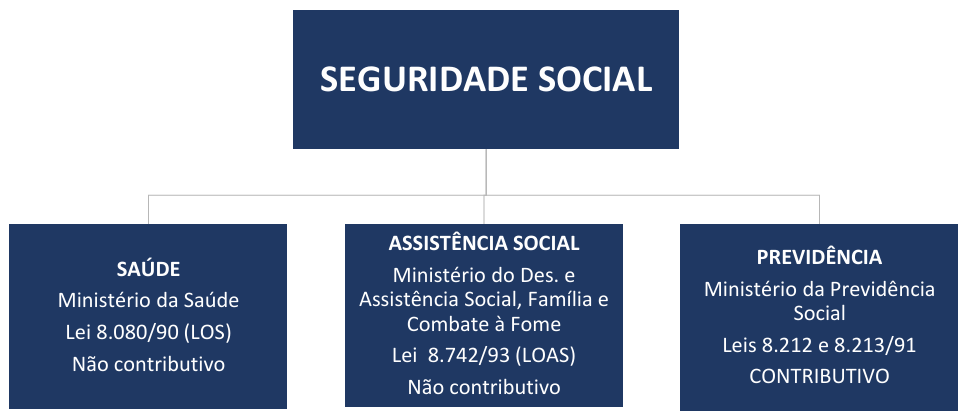 SEGURIDADE SOCIAL
SAÚDE
Ministério da Saúde
Lei 8.080/90 (LOS)
Não contributivo
ASSISTÊNCIA SOCIAL
Ministério do Des. e
Assistência Social, Família e
Combate à Fome
Lei 8.742/93 (LOAS)
Não contributivo
PREVIDÊNCIA
Ministério da Previdência
Social
Leis 8.212 e 8.213/91
CONTRIBUTIVO